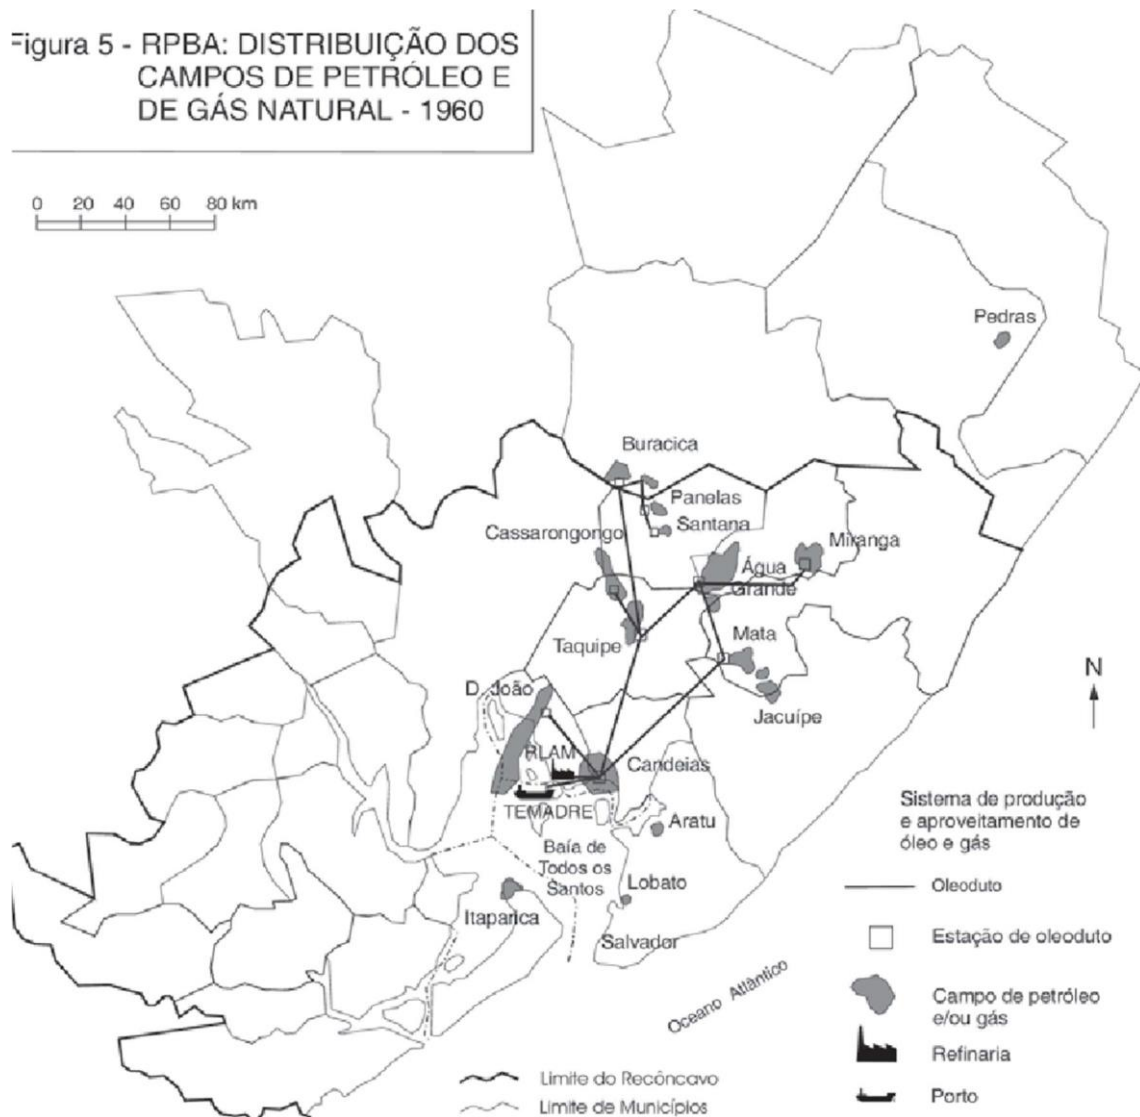 Figura 5 - RPBA: DISTRIBUIÇÃO DOS
CAMPOS DE PETRÓLEO E
DE GÁS NATURAL - 1960
0 20 40 60 80 km
Pedras
Buracica
Panelas
Santana
Cassarongongo
Miranga
Água
Grande
Mata
Taquipe
D. João
Jacuípe
RLAM
Candeias
TEMADRE
Aratu
Baía de
Todos os
Santos
Lobato
Itaparica
Salvador
Oceano Atlântico
N
Sistema de produção
e aproveitamento de
óleo e gás
Oleoduto
Estação de oleoduto
Campo de petróleo
e/ou gás
Refinaria
Porto
Limite do Recôncavo
Limite de Municípios